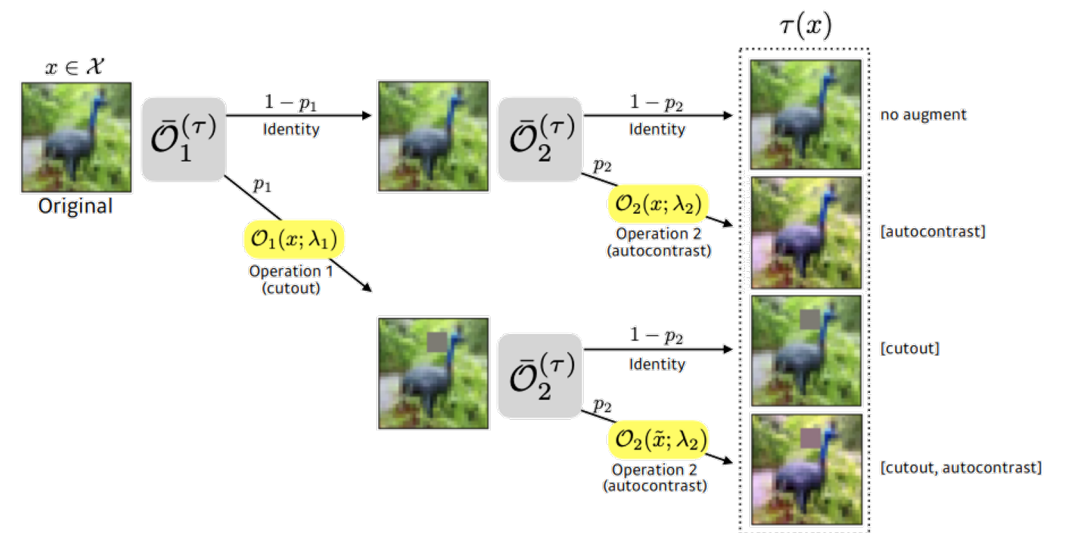 τ(x)
x ∈ 𝒳
Original
Ō₁^(τ)
1 − p₁
Identity
p₁
O₁(x; λ₁)
Operation 1
(cutout)
Ō₂^(τ)
1 − p₂
Identity
p₂
O₂(x; λ₂)
Operation 2
(autocontrast)
no augment
[autocontrast]
Ō₂^(τ)
1 − p₂
Identity
p₂
O₂(x̃; λ₂)
Operation 2
(autocontrast)
[cutout]
[cutout, autocontrast]